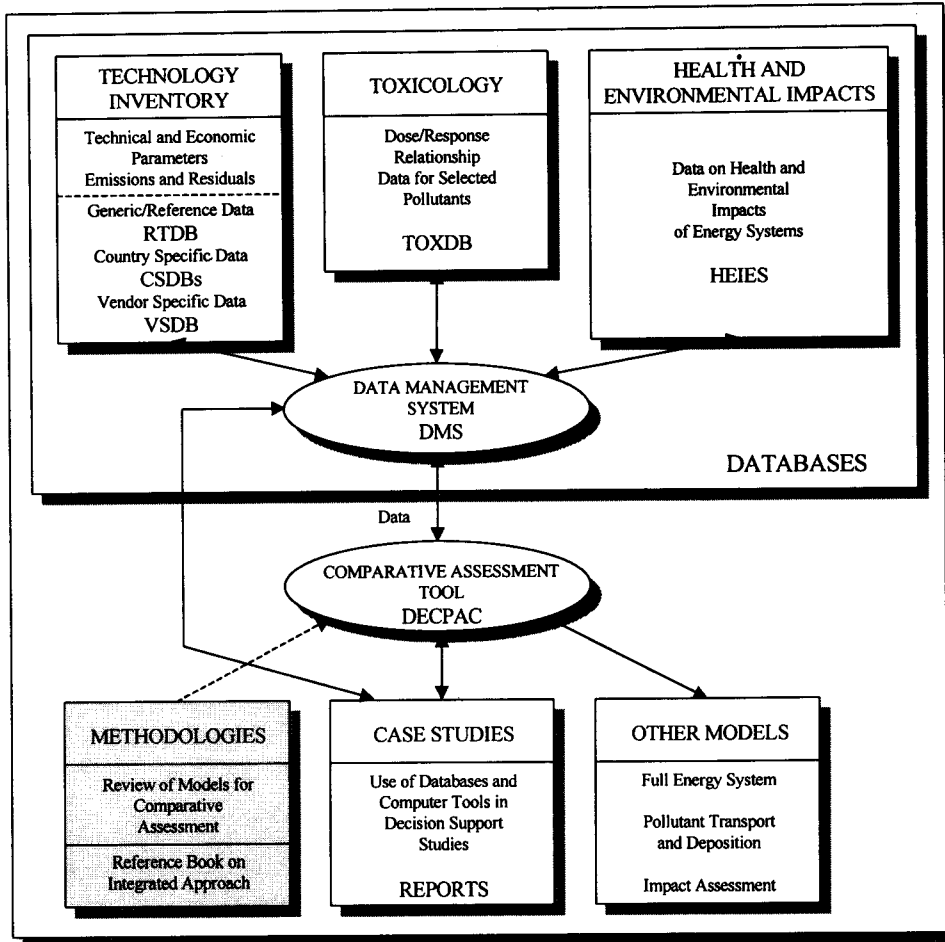 TECHNOLOGY
INVENTORY
Technical and Economic
Parameters
Emissions and Residuals
Generic/Reference Data
RTDB
Country Specific Data
CSDBs
Vendor Specific Data
VSDB
TOXICOLOGY
Dose/Response
Relationship
Data for Selected
Pollutants
TOXDB
HEALTH AND
ENVIRONMENTAL IMPACTS
Data on Health and
Environmental
Impacts
of Energy Systems
HEIES
DATA MANAGEMENT
SYSTEM
DMS
DATABASES
Data
COMPARATIVE ASSESSMENT
TOOL
DECPAC
METHODOLOGIES
Review of Models for
Comparative
Assessment
Reference Book on
Integrated Approach
CASE STUDIES
Use of Databases and
Computer Tools in
Decision Support
Studies
REPORTS
OTHER MODELS
Full Energy System
Pollutant Transport
and Deposition
Impact Assessment